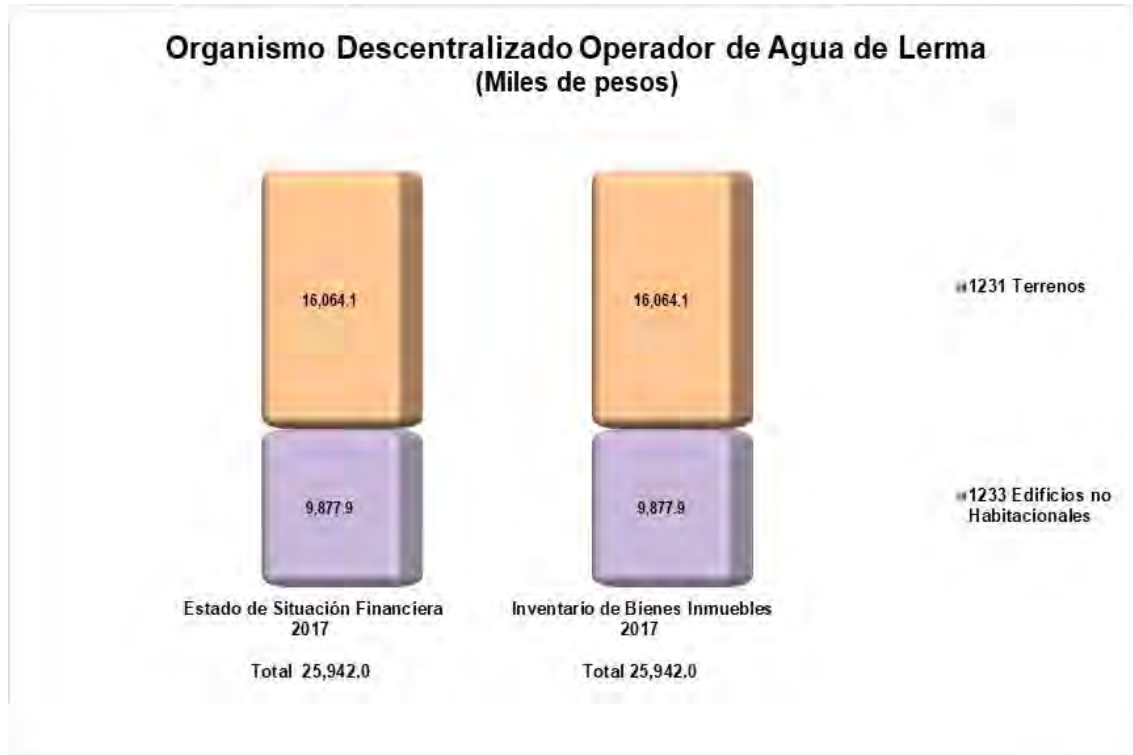 Organismo Descentralizado Operador de Agua de Lerma
(Miles de pesos)
16,064.1
16,064.1
1231 Terrenos
9,877.9
9,877.9
1233 Edificios no
Habitacionales
Estado de Situación Financiera
2017
Inventario de Bienes Inmuebles
2017
Total 25,942.0
Total 25,942.0